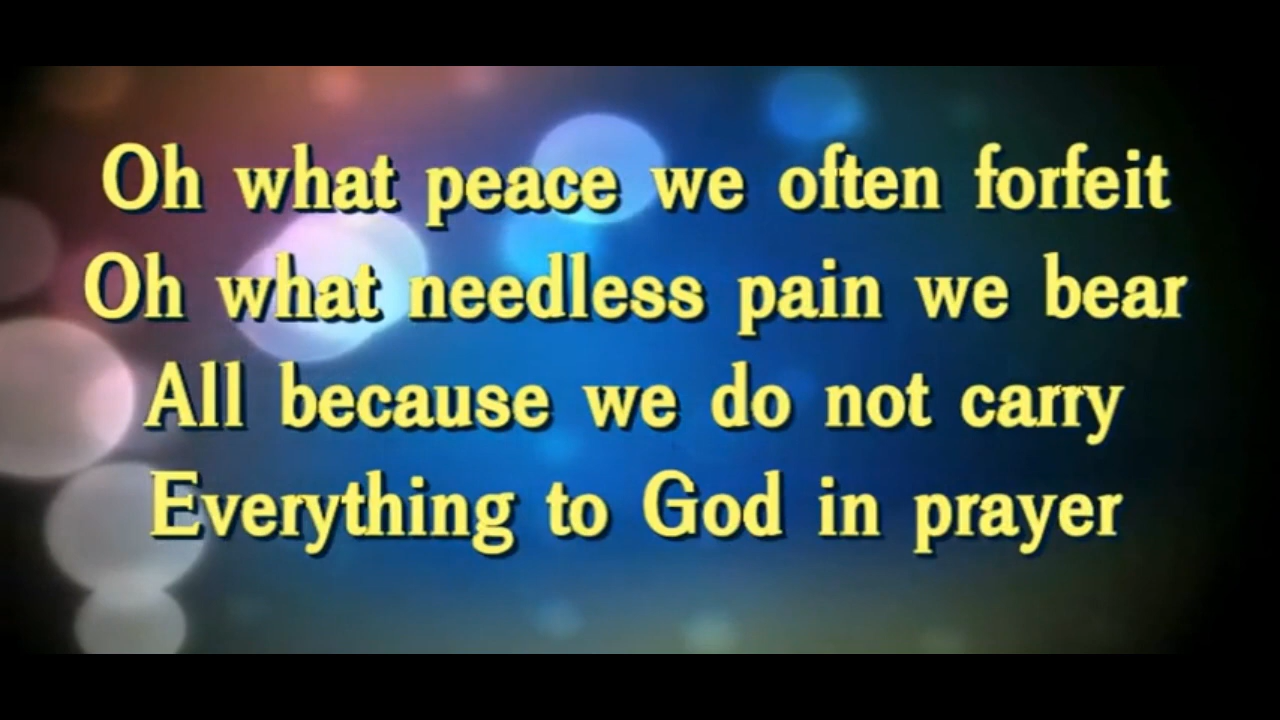 Oh what peace we often forfeit
Oh what needless pain we bear
All because we do not carry
Everything to God in prayer